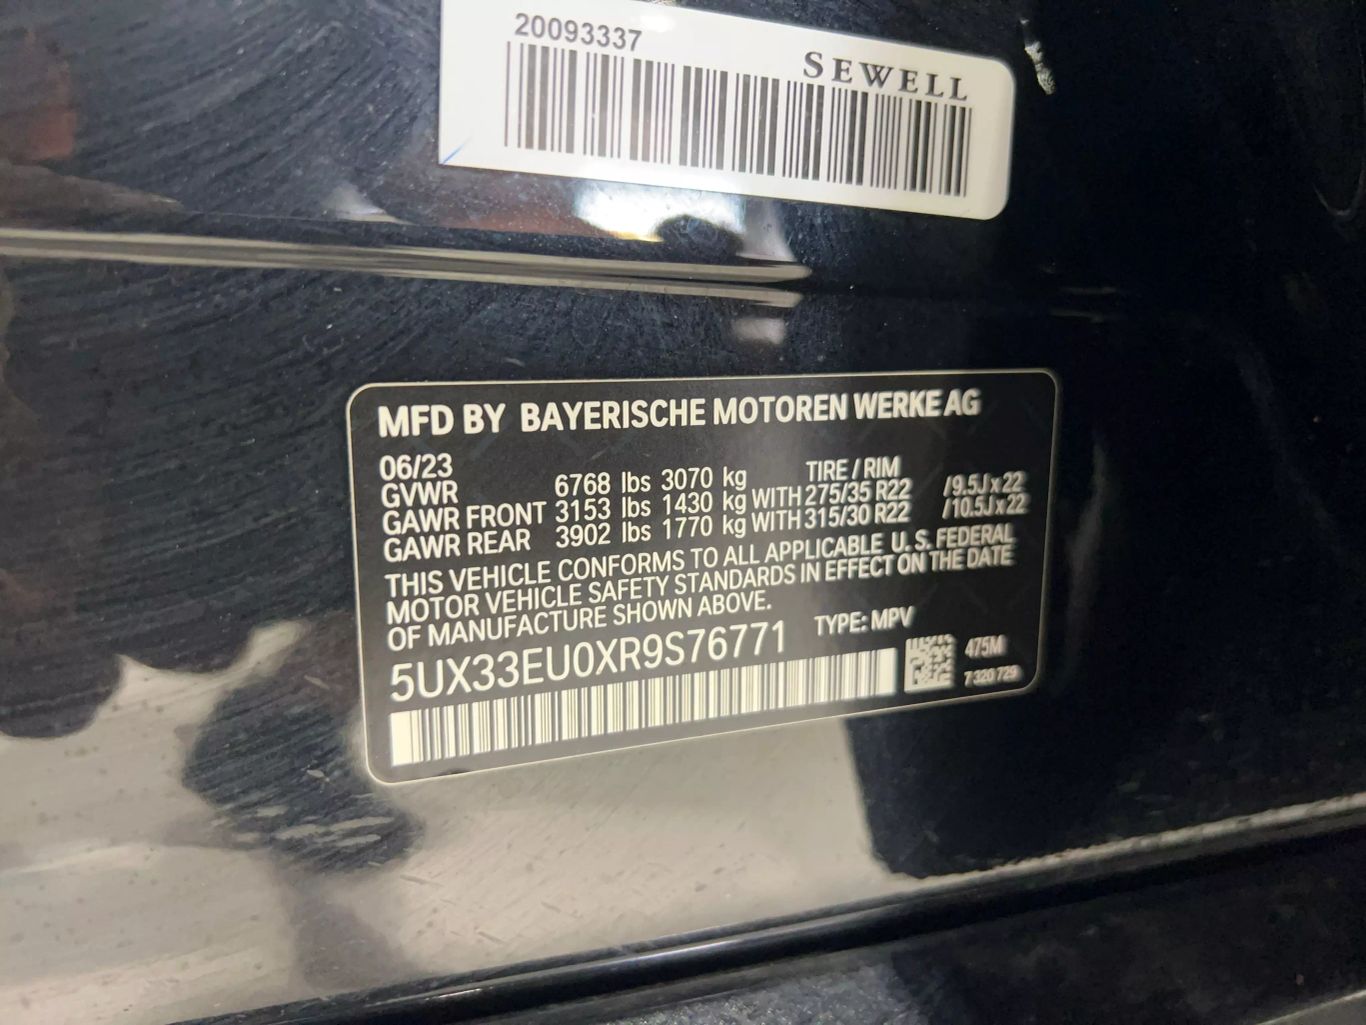 20093337
SEWELL
MFD BY BAYERISCHE MOTOREN WERKE AG
06/23 TIRE / RIM
GVWR 6768 lbs 3070 kg
GAWR FRONT 3153 lbs 1430 kg WITH 275/35 R22 /9.5J x 22
GAWR REAR 3902 lbs 1770 kg WITH 315/30 R22 /10.5J x 22
THIS VEHICLE CONFORMS TO ALL APPLICABLE U. S. FEDERAL
MOTOR VEHICLE SAFETY STANDARDS IN EFFECT ON THE DATE
OF MANUFACTURE SHOWN ABOVE.
5UX33EU0XR9S76771 TYPE: MPV
475M
7 320 729